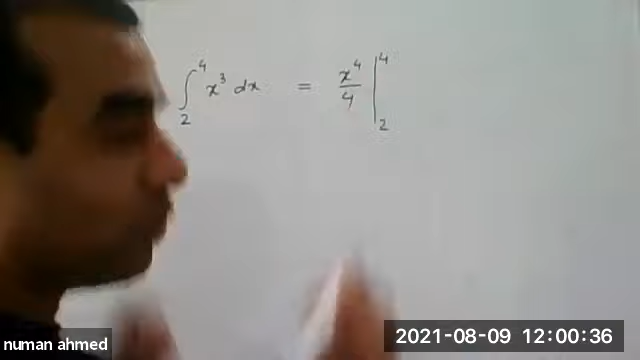 ∫₂⁴ x³ dx = x⁴/4 |₂⁴
numan ahmed
2021-08-09 12:00:36